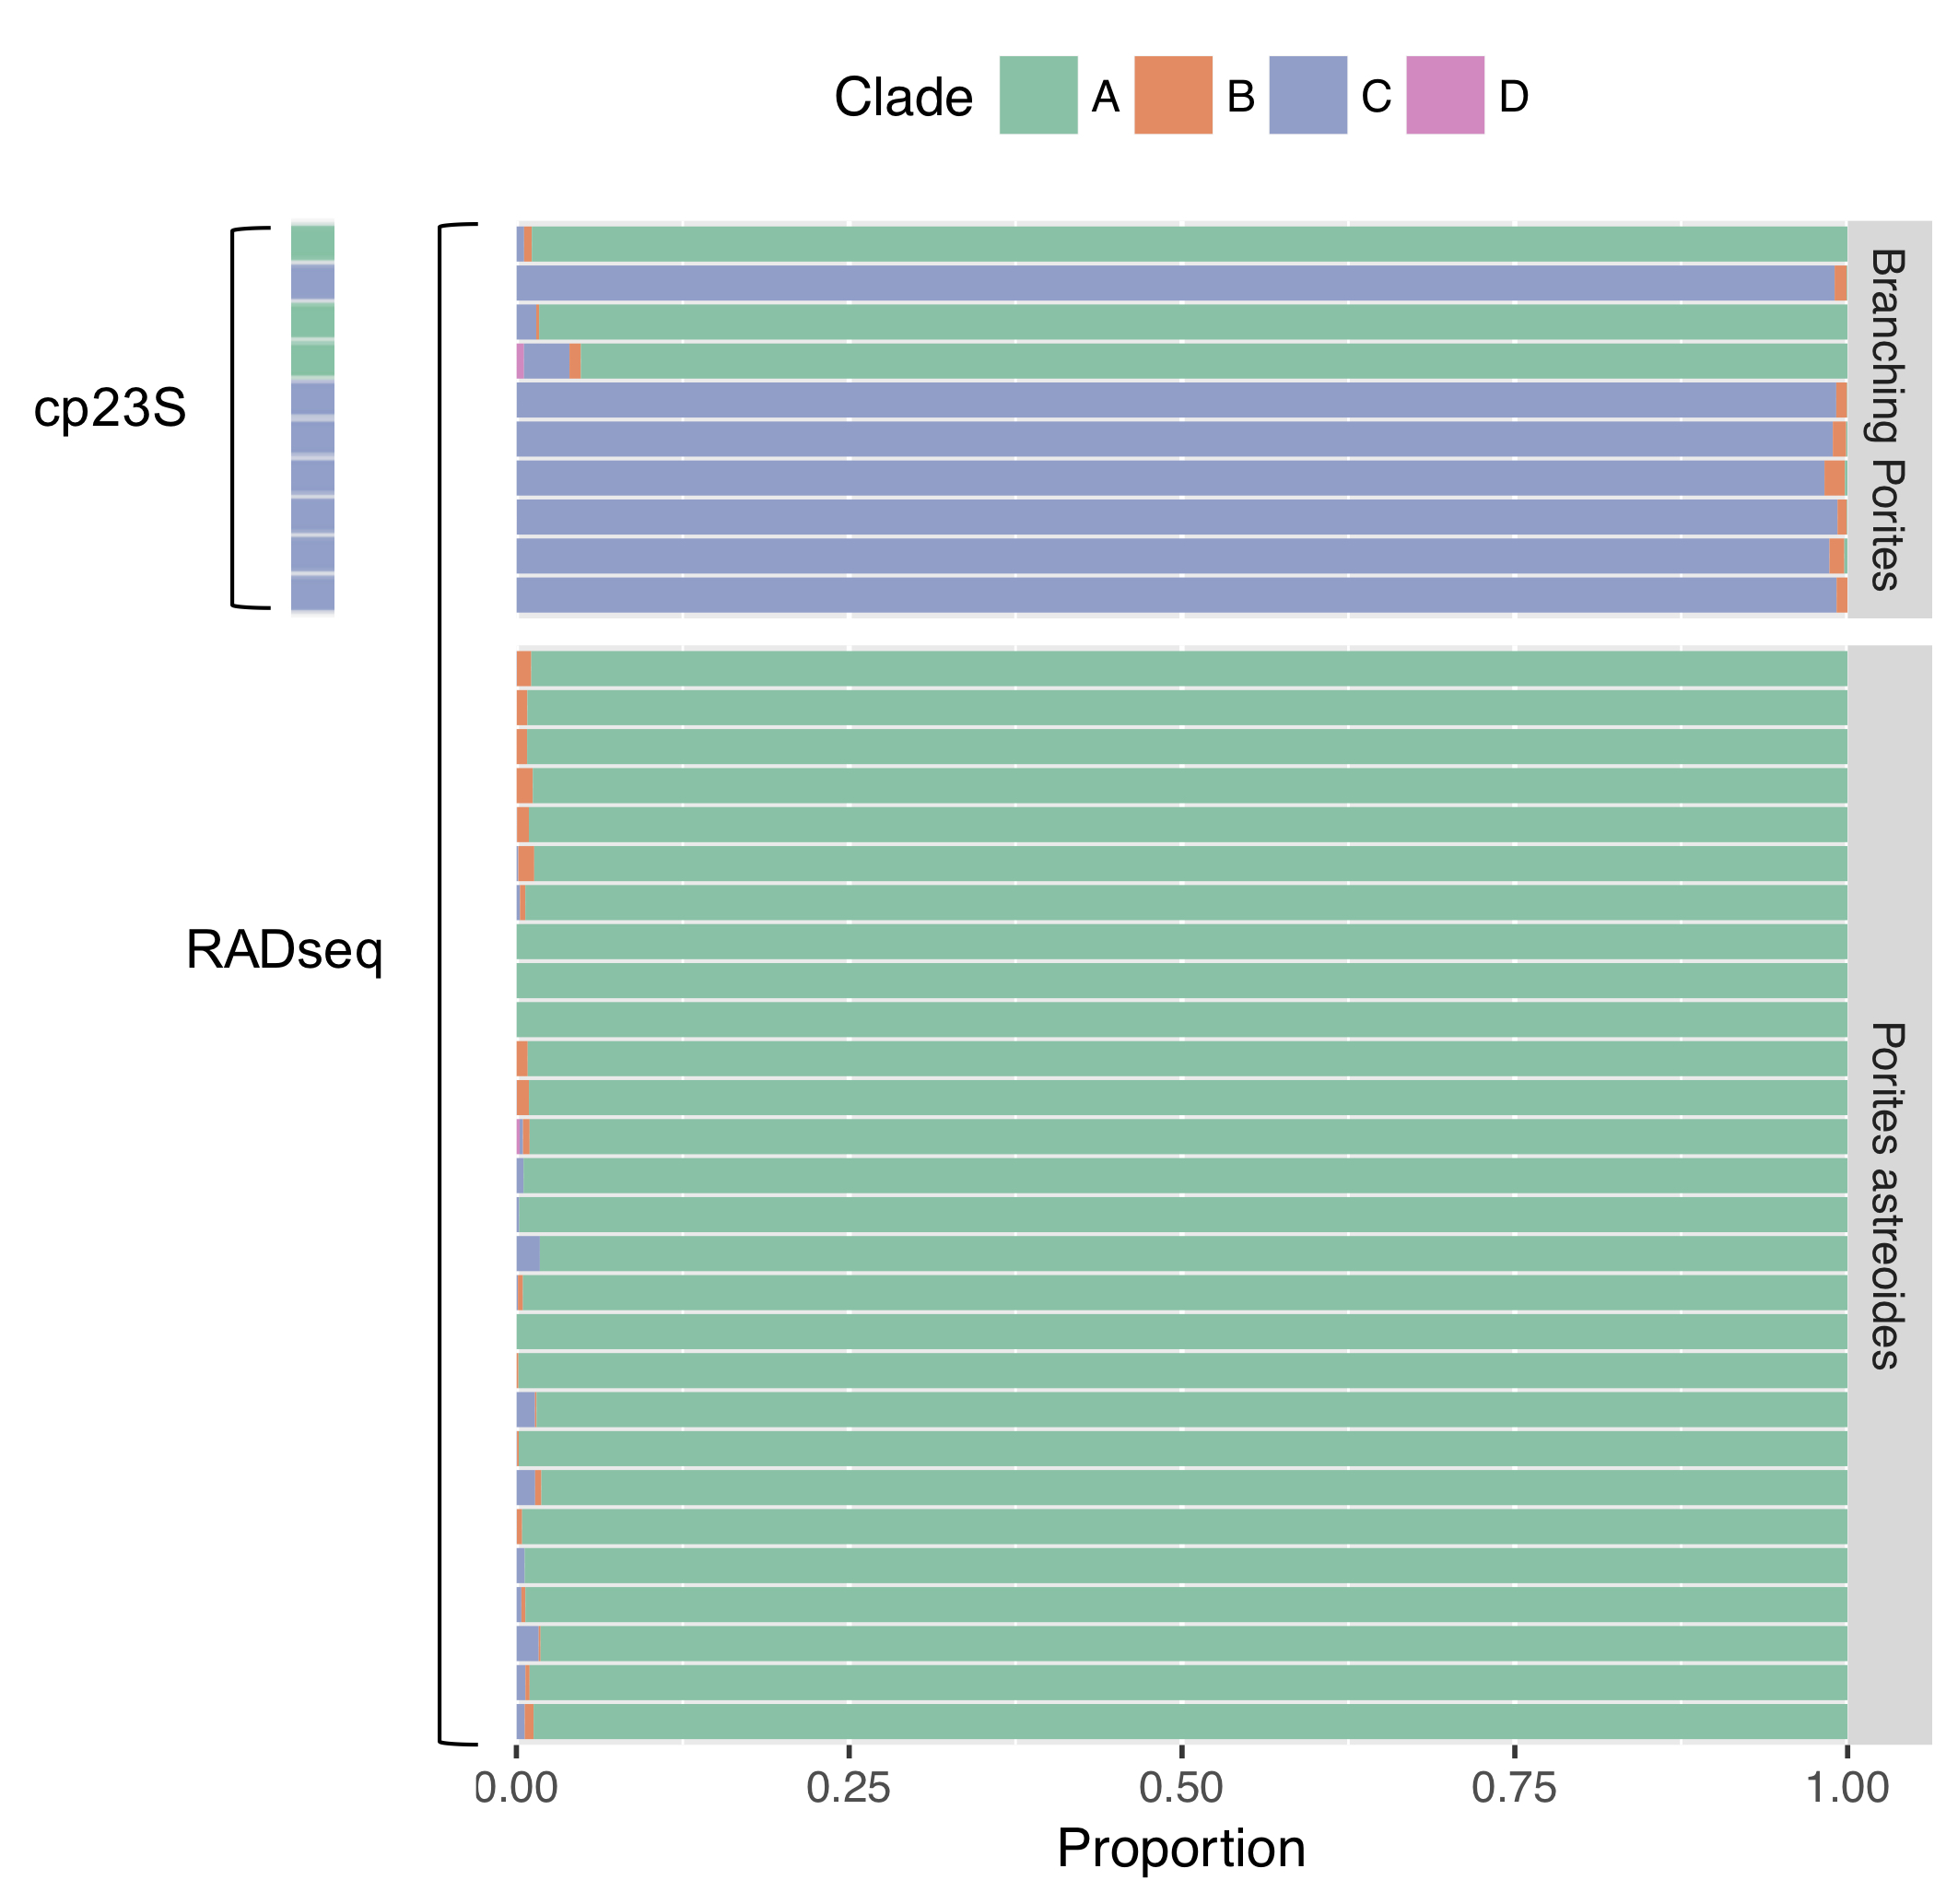 Clade A B C D
cp23S
Branching Porites
RADseq
Porites astreoides
0.00 0.25 0.50 0.75 1.00
Proportion